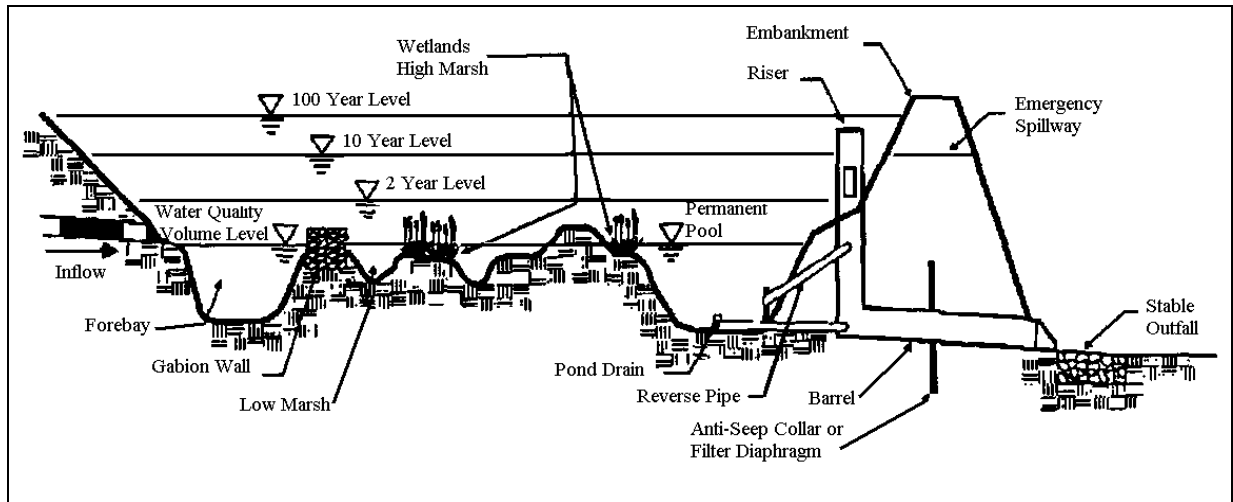 Embankment
Wetlands
High Marsh
Riser
100 Year Level
Emergency
Spillway
10 Year Level
2 Year Level
Water Quality
Volume Level
Permanent
Pool
Inflow
Forebay
Stable
Outfall
Gabion Wall
Pond Drain
Low Marsh
Reverse Pipe
Barrel
Anti-Seep Collar or
Filter Diaphragm